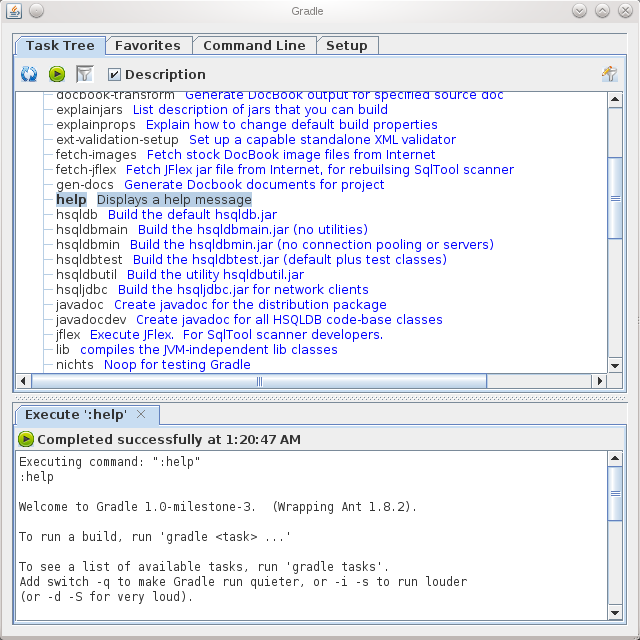 Gradle
Task Tree Favorites Command Line Setup
Description
docbook-transform Generate DocBook output for specified source doc
explainjars List description of jars that you can build
explainprops Explain how to change default build properties
ext-validation-setup Set up a capable standalone XML validator
fetch-images Fetch stock DocBook image files from Internet
fetch-jflex Fetch JFlex jar file from Internet, for rebuilsing SqlTool scanner
gen-docs Generate Docbook documents for project
help Displays a help message
hsqldb Build the default hsqldb.jar
hsqldbmain Build the hsqldbmain.jar (no utilities)
hsqldbmin Build the hsqldbmin.jar (no connection pooling or servers)
hsqldbtest Build the hsqldbtest.jar (default plus test classes)
hsqldbutil Build the utility hsqldbutil.jar
hsqljdbc Build the hsqljdbc.jar for network clients
javadoc Create javadoc for the distribution package
javadocdev Create javadoc for all HSQLDB code-base classes
jflex Execute JFlex. For SqlTool scanner developers.
lib compiles the JVM-independent lib classes
nichts Noop for testing Gradle
Execute ':help'
Completed successfully at 1:20:47 AM
Executing command: ":help"
:help
Welcome to Gradle 1.0-milestone-3. (Wrapping Ant 1.8.2).
To run a build, run 'gradle <task> ...'
To see a list of available tasks, run 'gradle tasks'.
Add switch -q to make Gradle run quieter, or -i -s to run louder
(or -d -S for very loud).